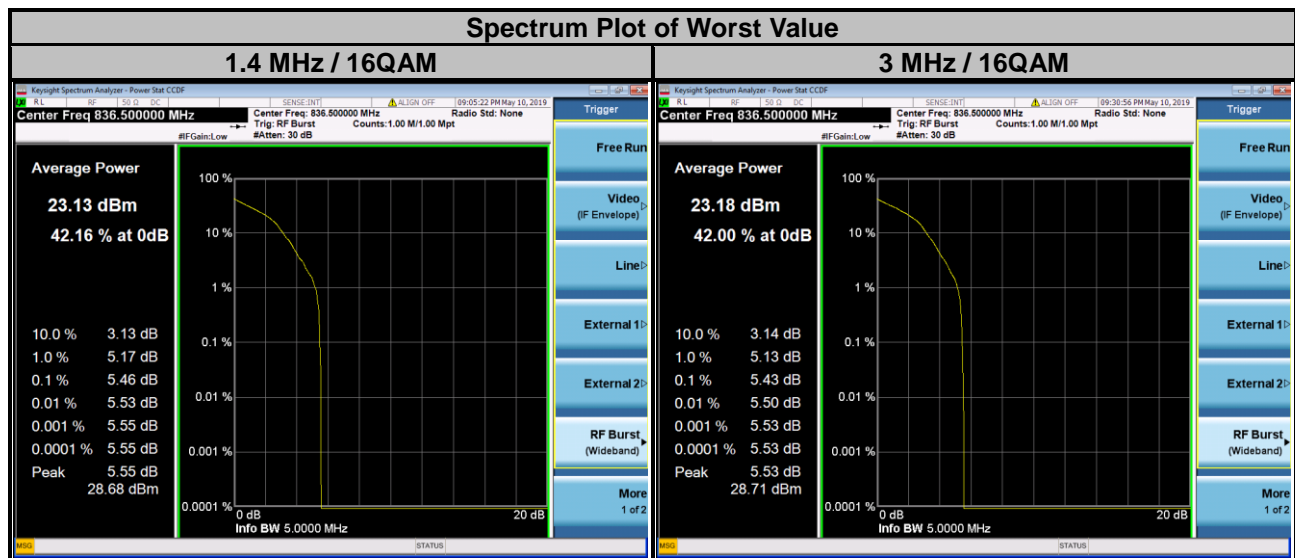 Spectrum Plot of Worst Value
1.4 MHz / 16QAM
Keysight Spectrum Analyzer - Power Stat CCDF
RL RF 50 Ω DC SENSE:INT ALIGN OFF 09:05:22 PM May 10, 2019
Center Freq 836.500000 MHz
Center Freq: 836.500000 MHz Radio Std: None
Trig: RF Burst Counts:1.00 M/1.00 Mpt
#IFGain:Low #Atten: 30 dB
Average Power
23.13 dBm
42.16 % at 0dB
10.0 % 3.13 dB
1.0 % 5.17 dB
0.1 % 5.46 dB
0.01 % 5.53 dB
0.001 % 5.55 dB
0.0001 % 5.55 dB
Peak 5.55 dB
28.68 dBm
100 %
10 %
1 %
0.1 %
0.01 %
0.001 %
0.0001 %
0 dB 20 dB
Info BW 5.0000 MHz
Trigger
Free Run
Video
(IF Envelope)
Line
External 1
External 2
RF Burst
(Wideband)
More
1 of 2
MSG STATUS
3 MHz / 16QAM
Keysight Spectrum Analyzer - Power Stat CCDF
RL RF 50 Ω DC SENSE:INT ALIGN OFF 09:30:56 PM May 10, 2019
Center Freq 836.500000 MHz
Center Freq: 836.500000 MHz Radio Std: None
Trig: RF Burst Counts:1.00 M/1.00 Mpt
#IFGain:Low #Atten: 30 dB
Average Power
23.18 dBm
42.00 % at 0dB
10.0 % 3.14 dB
1.0 % 5.13 dB
0.1 % 5.43 dB
0.01 % 5.50 dB
0.001 % 5.53 dB
0.0001 % 5.53 dB
Peak 5.53 dB
28.71 dBm
100 %
10 %
1 %
0.1 %
0.01 %
0.001 %
0.0001 %
0 dB 20 dB
Info BW 5.0000 MHz
Trigger
Free Run
Video
(IF Envelope)
Line
External 1
External 2
RF Burst
(Wideband)
More
1 of 2
MSG STATUS